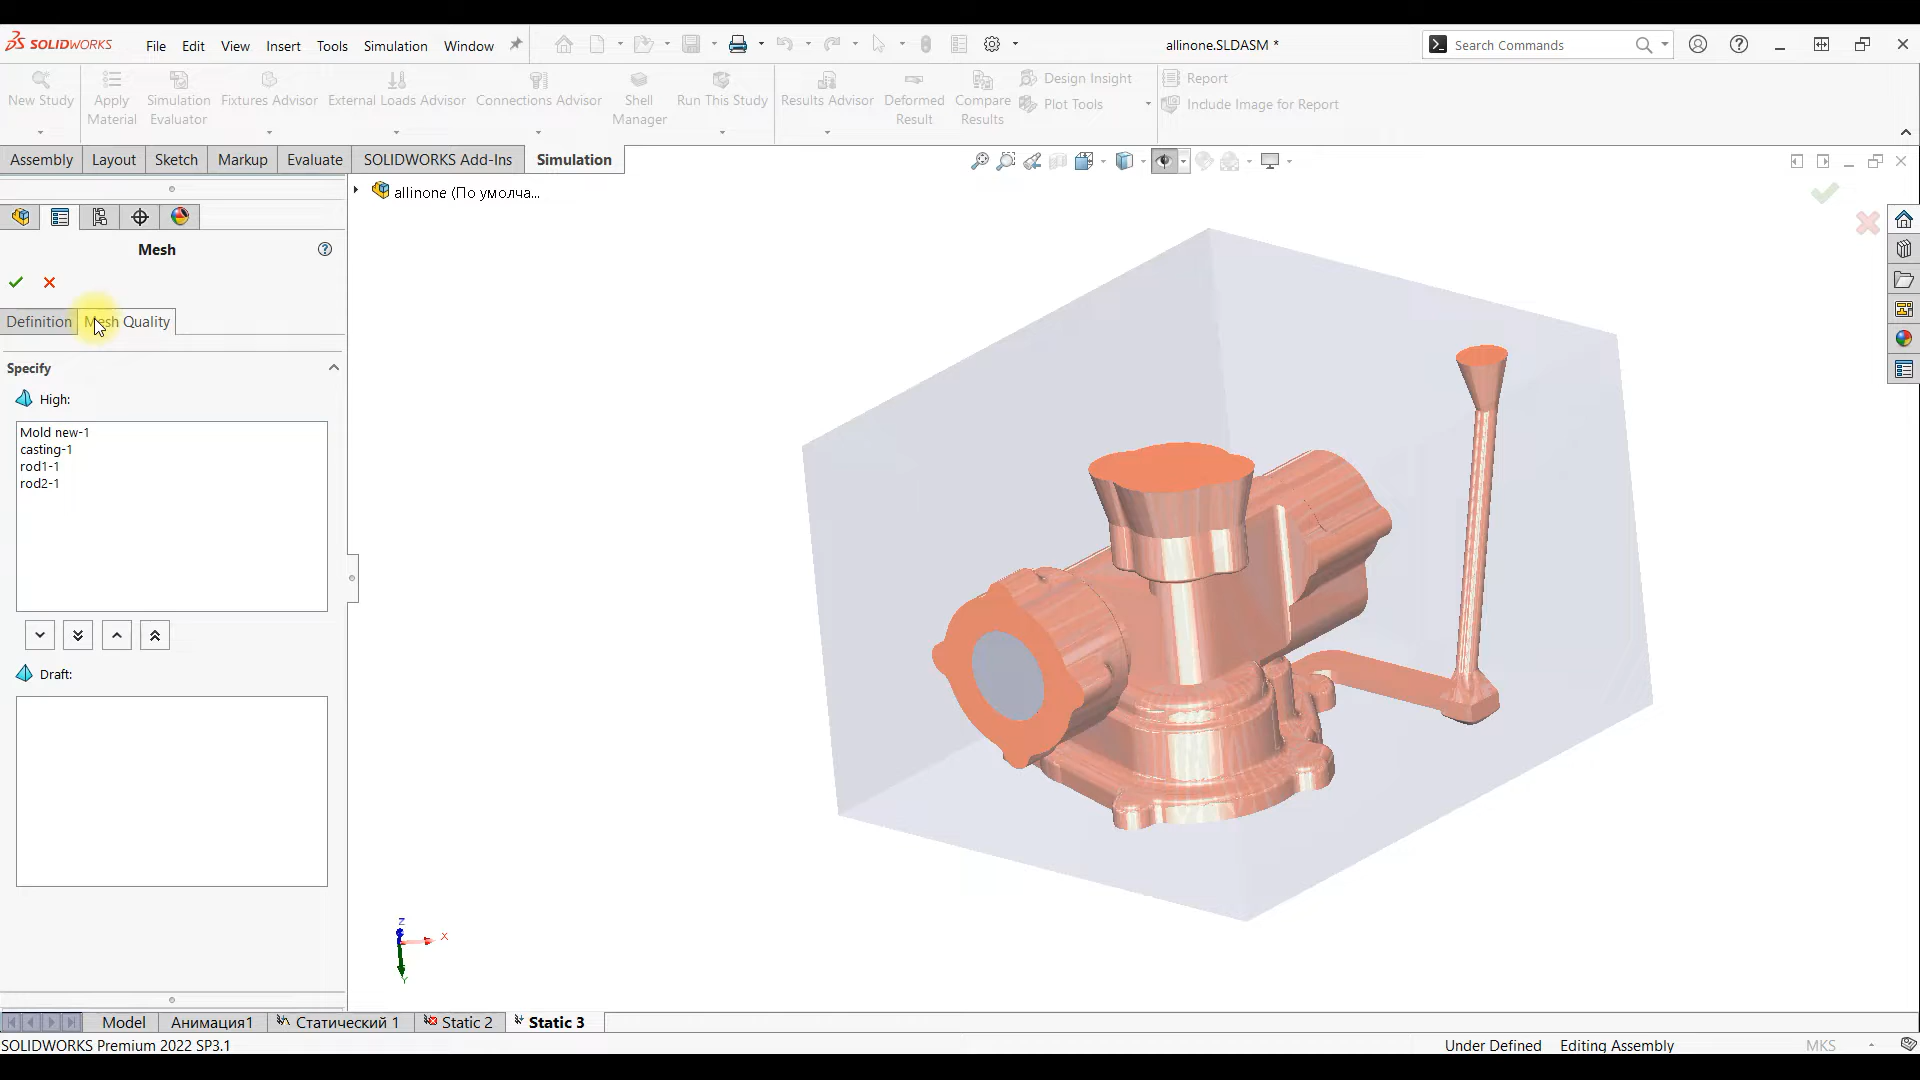 SOLIDWORKS File Edit View Insert Tools Simulation Window allinone.SLDASM * Search Commands
New Study
Apply Material
Simulation Evaluator
Fixtures Advisor
External Loads Advisor
Connections Advisor
Shell Manager
Run This Study
Results Advisor
Deformed Result
Compare Results
Design Insight
Plot Tools
Report
Include Image for Report
Assembly Layout Sketch Markup Evaluate SOLIDWORKS Add-Ins Simulation
allinone (По умолча...
Mesh
Definition Mesh Quality
Specify
High:
Mold new-1
casting-1
rod1-1
rod2-1
Draft:
Z
X
Y
Model Анимация1 Статический 1 Static 2 Static 3
SOLIDWORKS Premium 2022 SP3.1 Under Defined Editing Assembly MKS